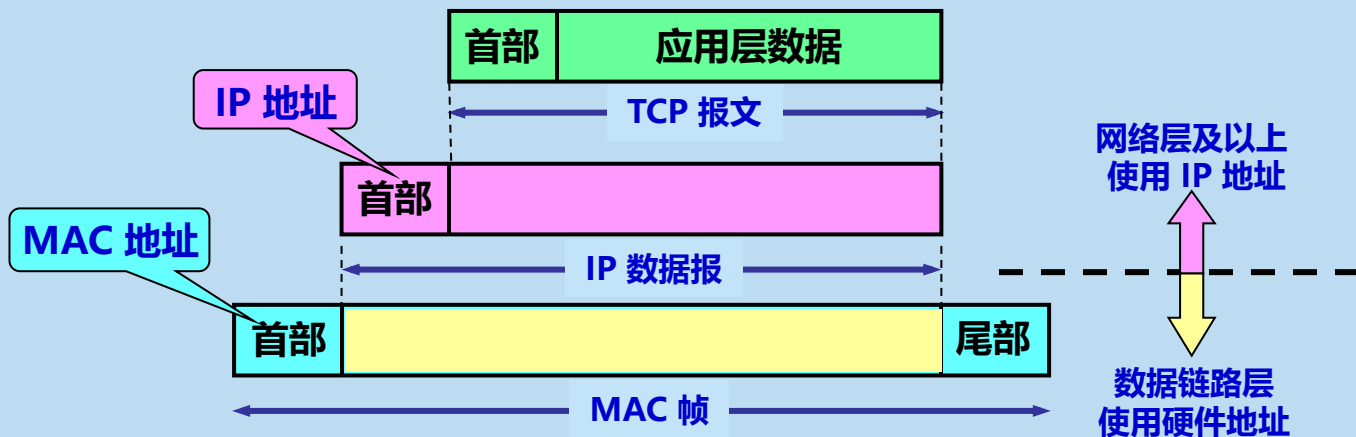 首部
应用层数据
IP 地址
TCP 报文
网络层及以上
使用 IP 地址
首部
MAC 地址
IP 数据报
首部
尾部
数据链路层
使用硬件地址
MAC 帧